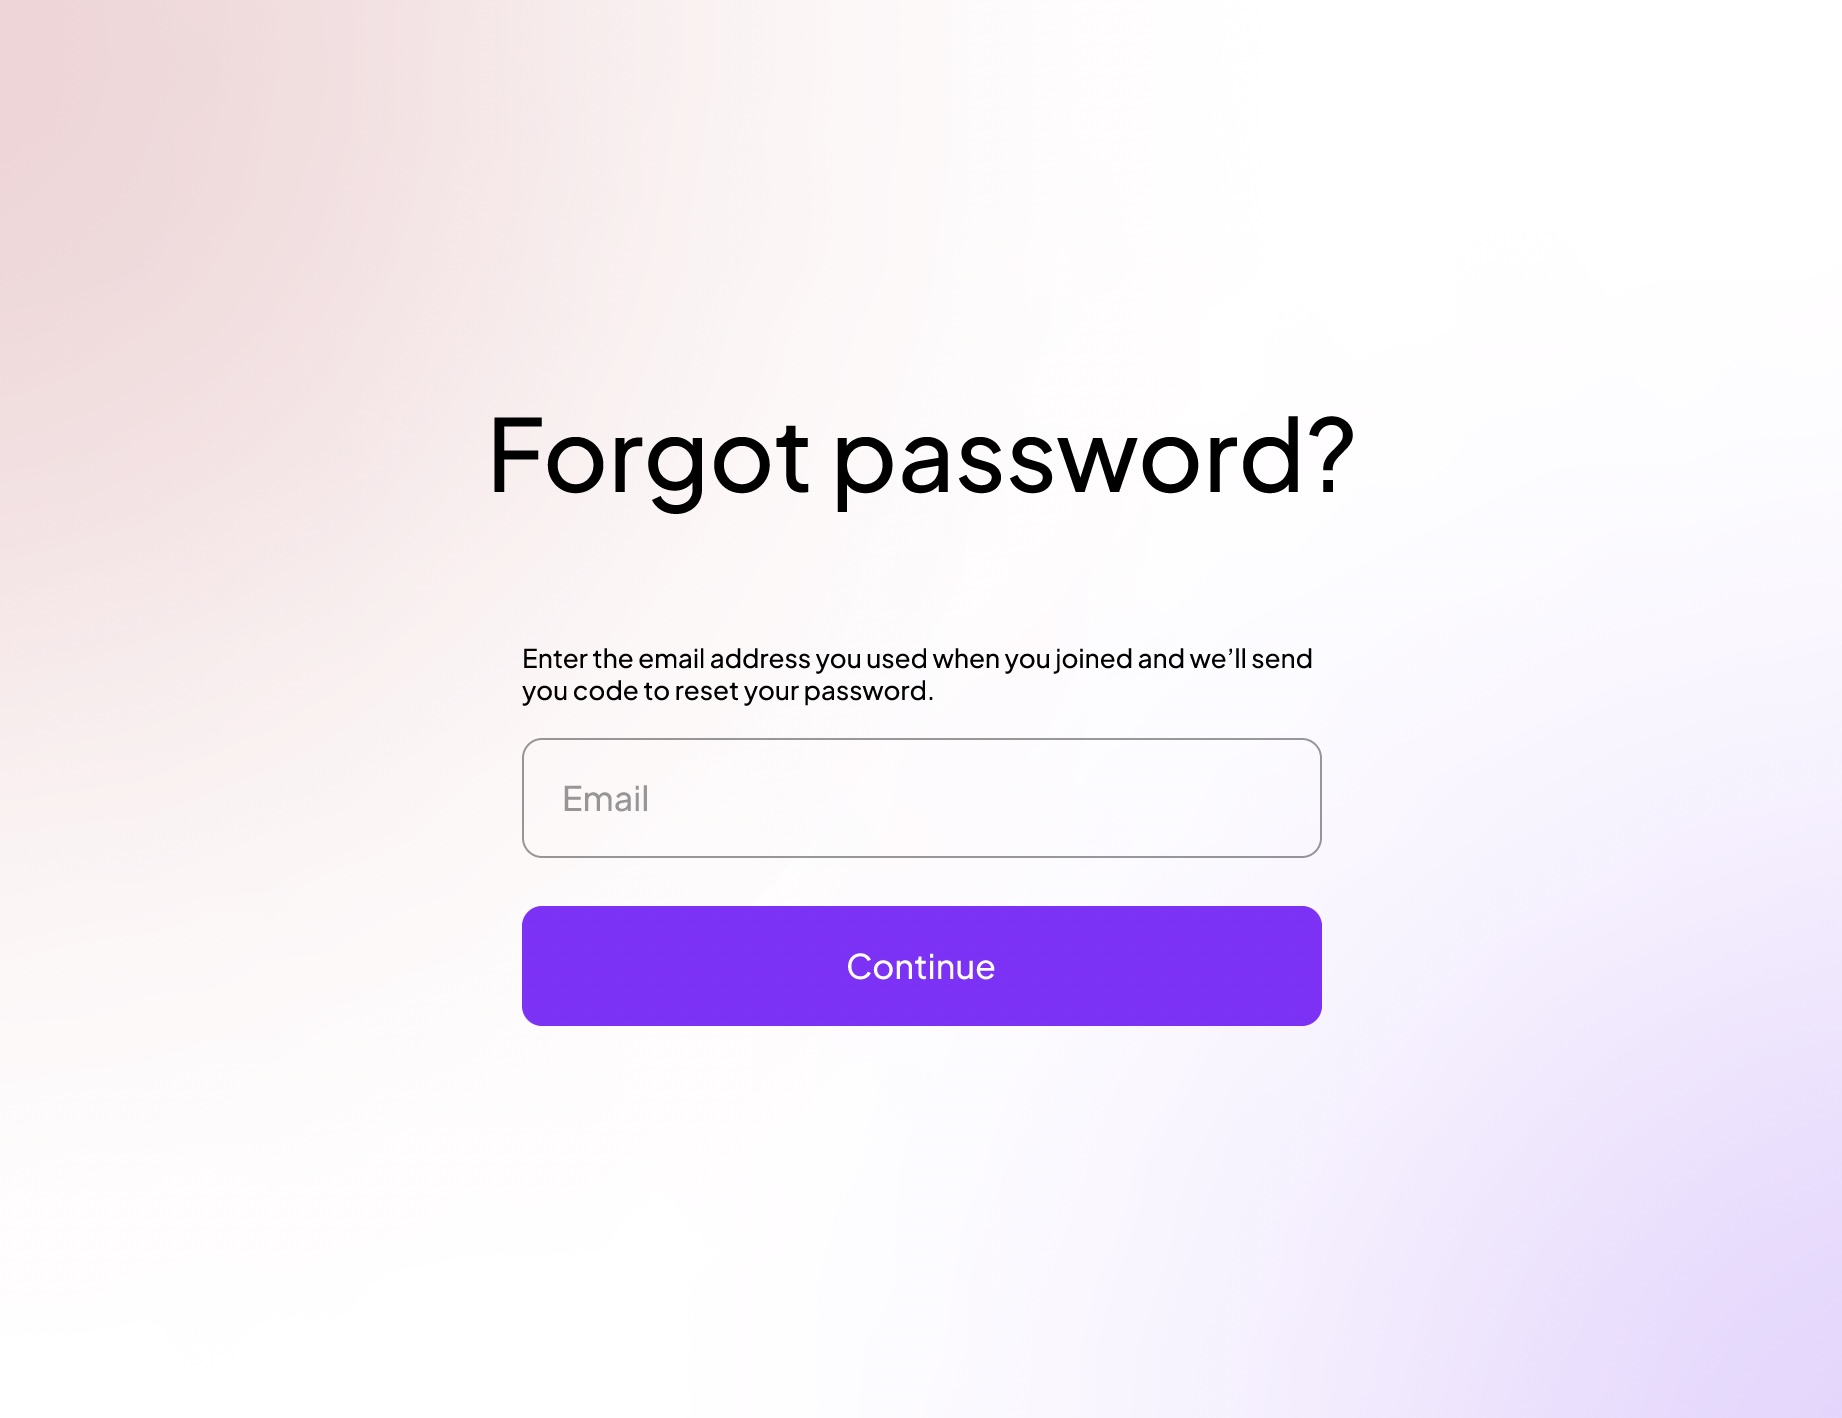 Forgot password?
Enter the email address you used when you joined and we’ll send
you code to reset your password.
Email
Continue